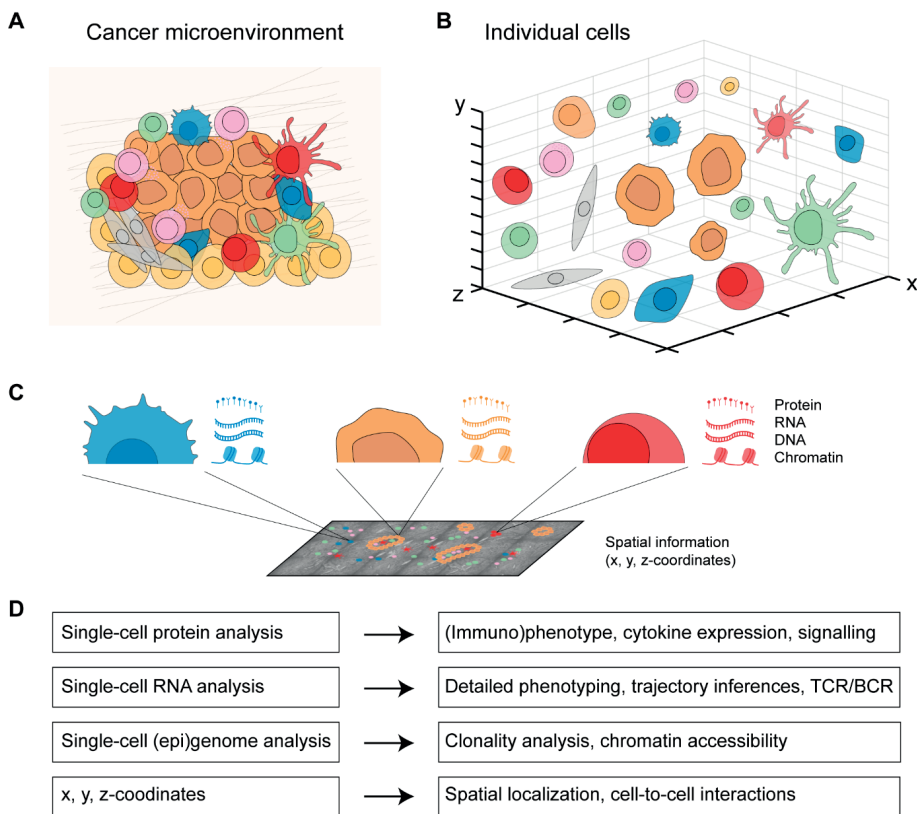 A
Cancer microenvironment
B
Individual cells
y
z
x
C
Protein
RNA
DNA
Chromatin
Spatial information
(x, y, z-coordinates)
D
Single-cell protein analysis
(Immuno)phenotype, cytokine expression, signalling
Single-cell RNA analysis
Detailed phenotyping, trajectory inferences, TCR/BCR
Single-cell (epi)genome analysis
Clonality analysis, chromatin accessibility
x, y, z-coodinates
Spatial localization, cell-to-cell interactions